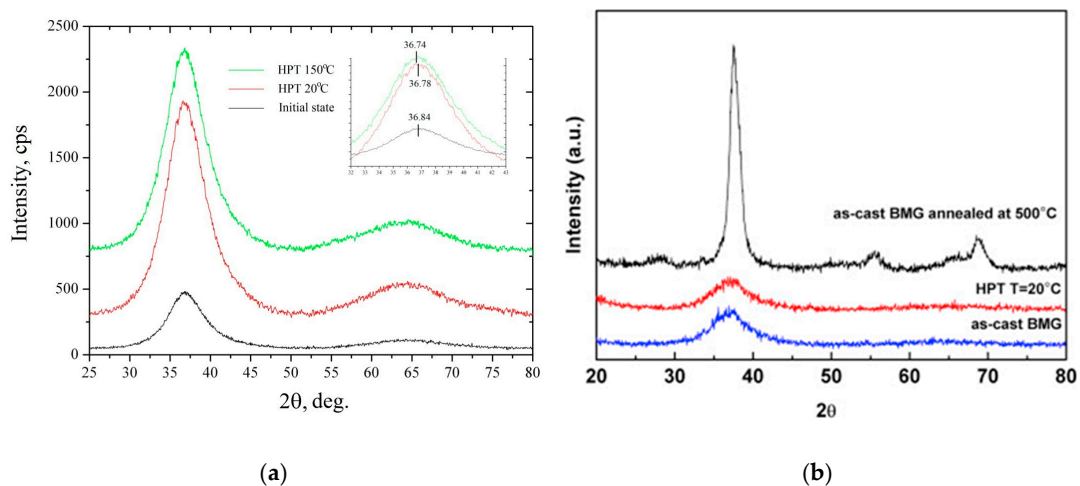 2500
2000
1500
1000
500
0
Intensity, cps
HPT 150⁰C
HPT 20⁰C
Initial state
36.74
36.78
36.84
32 33 34 35 36 37 38 39 40 41 42 43
25 30 35 40 45 50 55 60 65 70 75 80
2θ, deg.
(a)
Intensity (a.u.)
as-cast BMG annealed at 500°C
HPT T=20°C
as-cast BMG
20 30 40 50 60 70 80
2θ
(b)